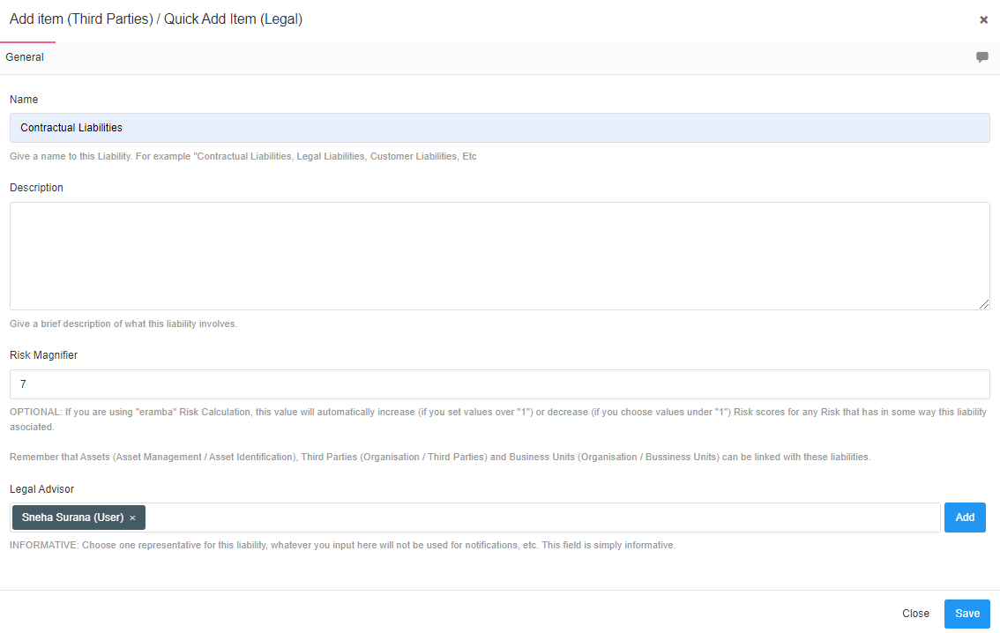 Add item (Third Parties) / Quick Add Item (Legal)
×
General
Name
Contractual Liabilities
Give a name to this Liability. For example "Contractual Liabilities, Legal Liabilities, Customer Liabilities, Etc
Description
Give a brief description of what this liability involves.
Risk Magnifier
7
OPTIONAL: If you are using "eramba" Risk Calculation, this value will automatically increase (if you set values over "1") or decrease (if you choose values under "1") Risk scores for any Risk that has in some way this liability
asociated.
Remember that Assets (Asset Management / Asset Identification), Third Parties (Organisation / Third Parties) and Business Units (Organisation / Bussiness Units) can be linked with these liabilities.
Legal Advisor
Sneha Surana (User) × Add
INFORMATIVE: Choose one representative for this liability, whatever you input here will not be used for notifications, etc. This field is simply informative.
Close Save